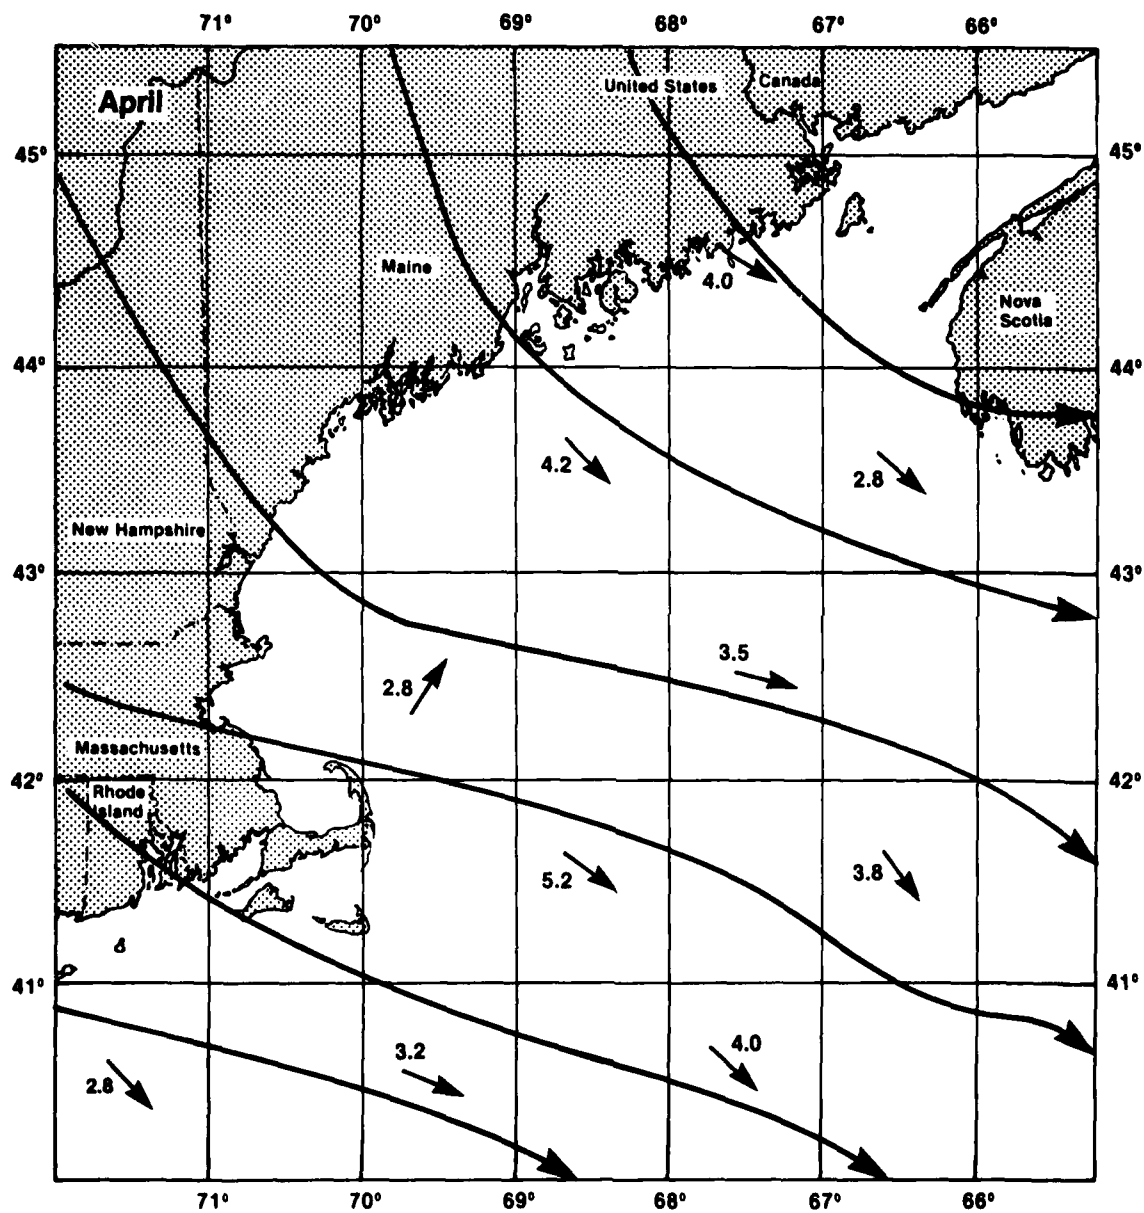 71° 70° 69° 68° 67° 66°
United States
Canada
April
45° 45°
Maine
4.0
Nova
Scotia
44° 44°
4.2
2.8
New Hampshire
43° 43°
3.5
2.8
Massachusetts
42° 42°
Rhode
Island
5.2
3.8
41° 41°
3.2
4.0
2.8
71° 70° 69° 68° 67° 66°